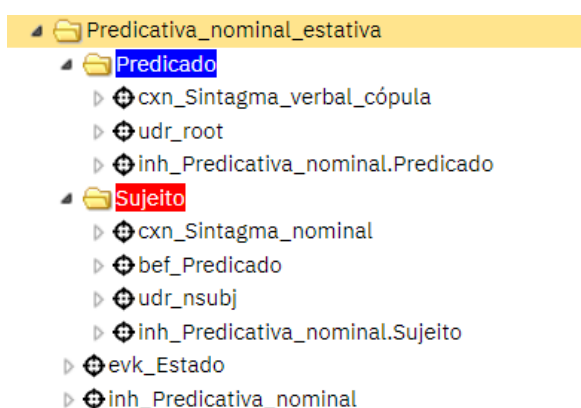 Predicativa_nominal_estativa
Predicado
cxn_Sintagma_verbal_cópula
udr_root
inh_Predicativa_nominal.Predicado
Sujeito
cxn_Sintagma_nominal
bef_Predicado
udr_nsubj
inh_Predicativa_nominal.Sujeito
evk_Estado
inh_Predicativa_nominal